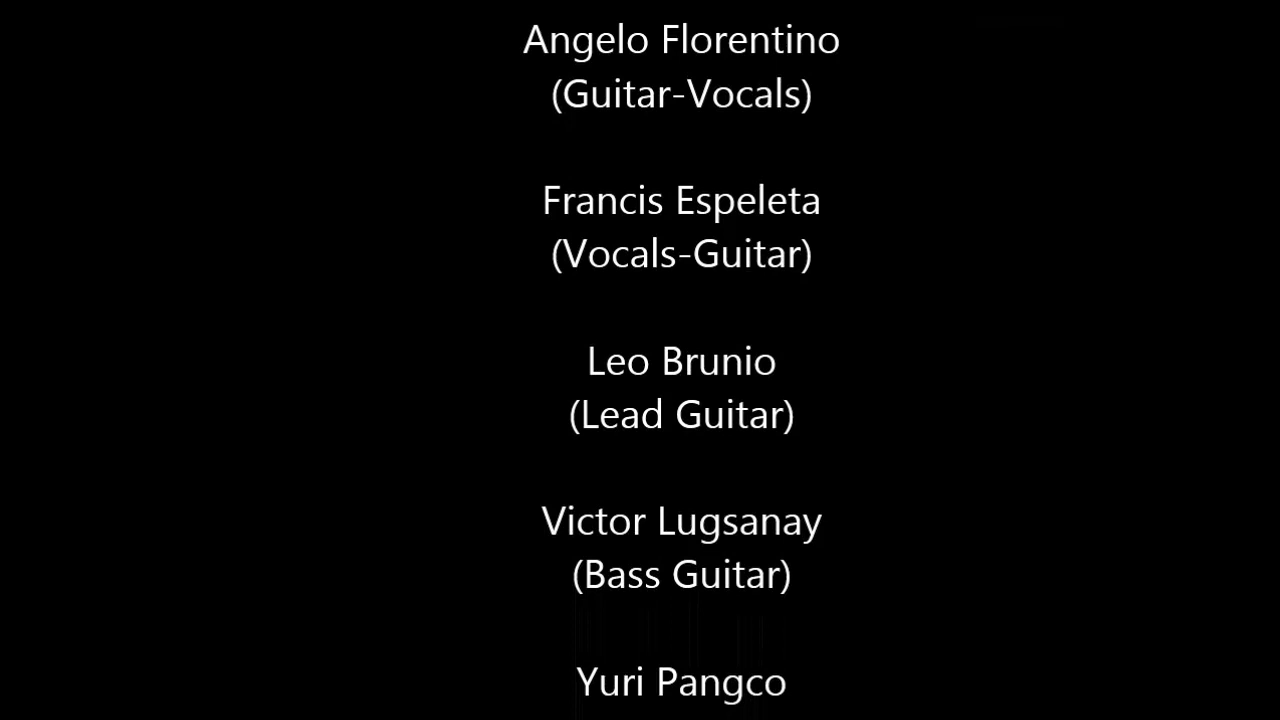 Angelo Florentino
(Guitar-Vocals)
Francis Espeleta
(Vocals-Guitar)
Leo Brunio
(Lead Guitar)
Victor Lugsanay
(Bass Guitar)
Yuri Pangco